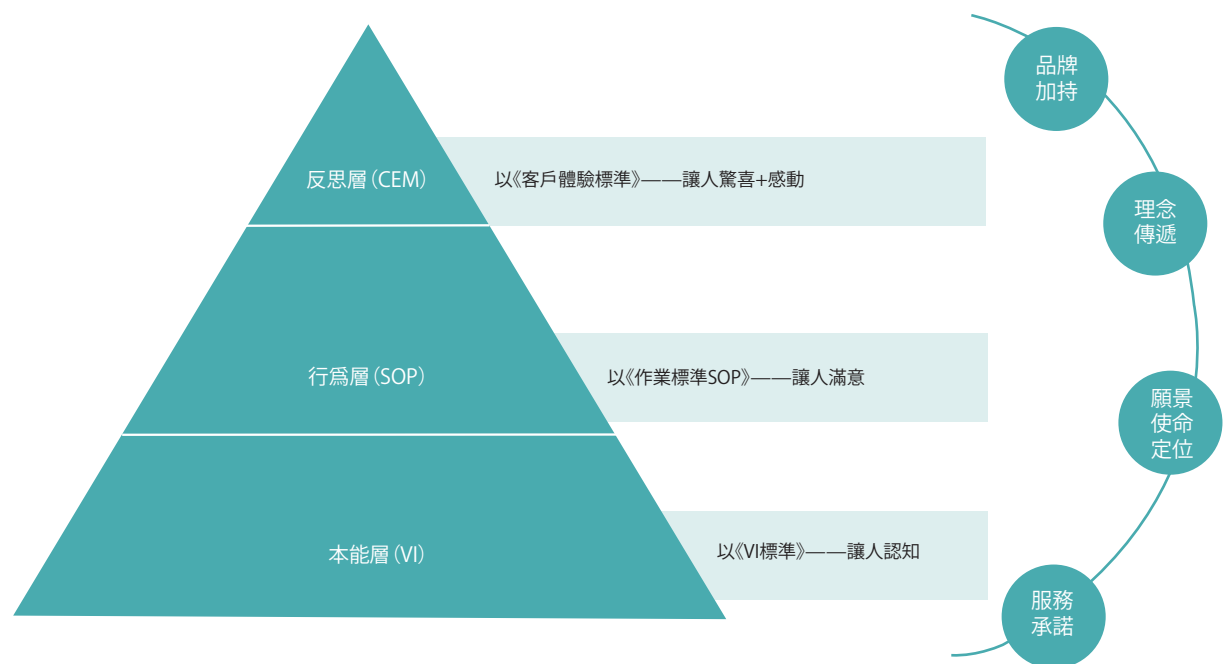 反思層(CEM)
以《客戶體驗標準》——讓人驚喜+感動
行爲層(SOP)
以《作業標準SOP》——讓人滿意
本能層(VI)
以《VI標準》——讓人認知
品牌
加持
理念
傳遞
願景
使命
定位
服務
承諾